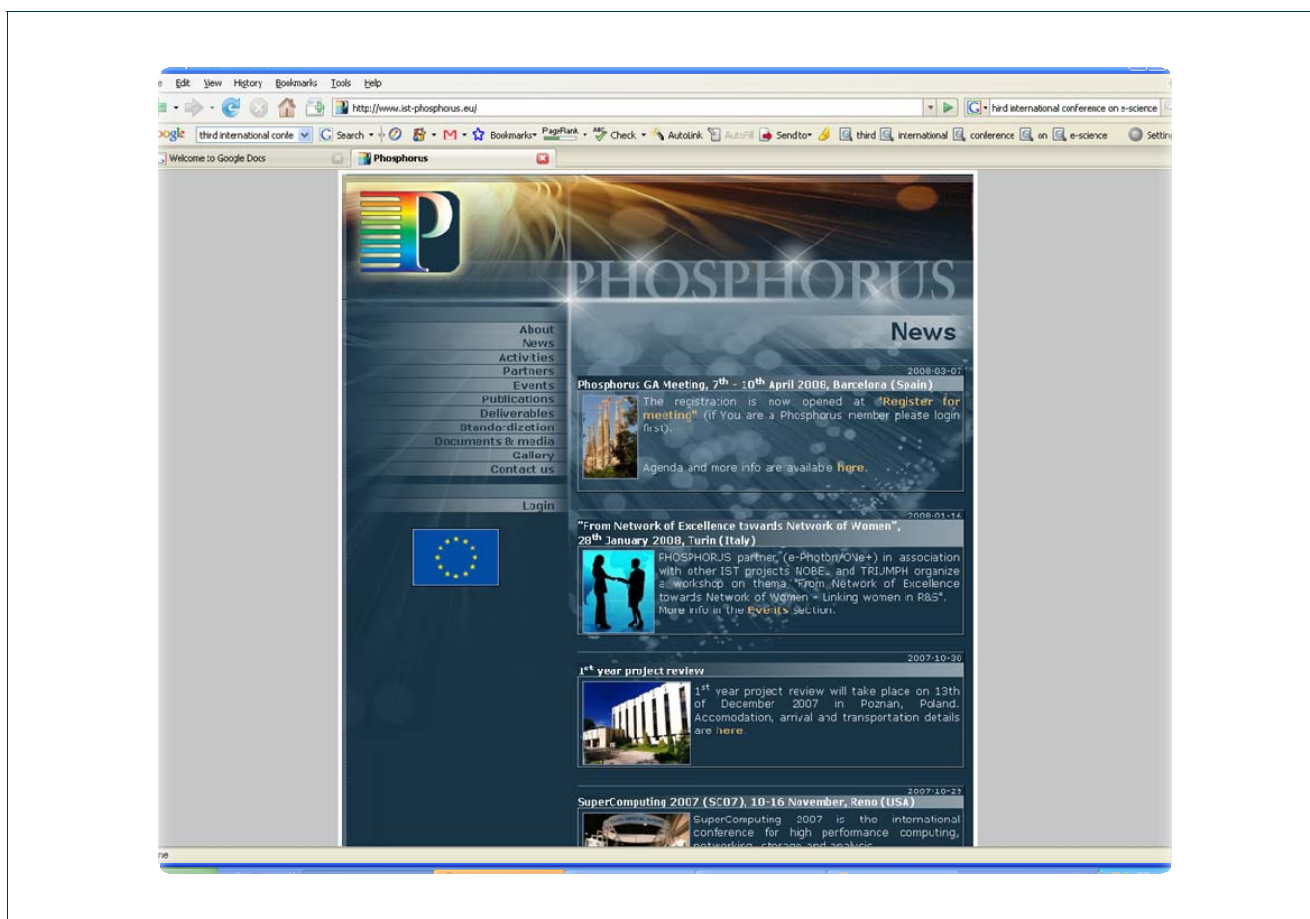 Edit View History Bookmarks Tools Help
http://www.ist-phosphorus.eu/
hird international conference on e-science
third international confe
Search
Bookmarks
PageRank
Check
AutoLink
AutoFill
Send to
third
international
conference
on
e-science
Settin
Welcome to Google Docs
Phosphorus
P
PHOSPHORUS
About
News
Activities
Partners
Events
Publications
Deliverables
Standardization
Documents & media
Gallery
Contact us
Login
News
2008-03-07
Phosphorus GA Meeting, 7th - 10th April 2008, Barcelona (Spain)
The registration is now opened at "Register for
meeting" (if You are a Phosphorus member please login
first).
Agenda and more info are available here.
2008-01-16
"From Network of Excellence towards Network of Women",
28th January 2008, Turin (Italy)
PHOSPHORUS partner (e-Photon/ONe+) in association
with other IST projects NOBEL and TRIUMPH organize
a workshop on thema "From Network of Excellence
towards Network of Women - Linking women in R&S".
More info in the Events section.
2007-10-30
1st year project review
1st year project review will take place on 13th
of December 2007 in Poznan, Poland.
Accomodation, arrival and transportation details
are here
2007-10-29
SuperComputing 2007 (SC07), 10-16 November, Reno (USA)
SuperComputing 2007 is the international
conference for high performance computing,
networking, storage and analysis